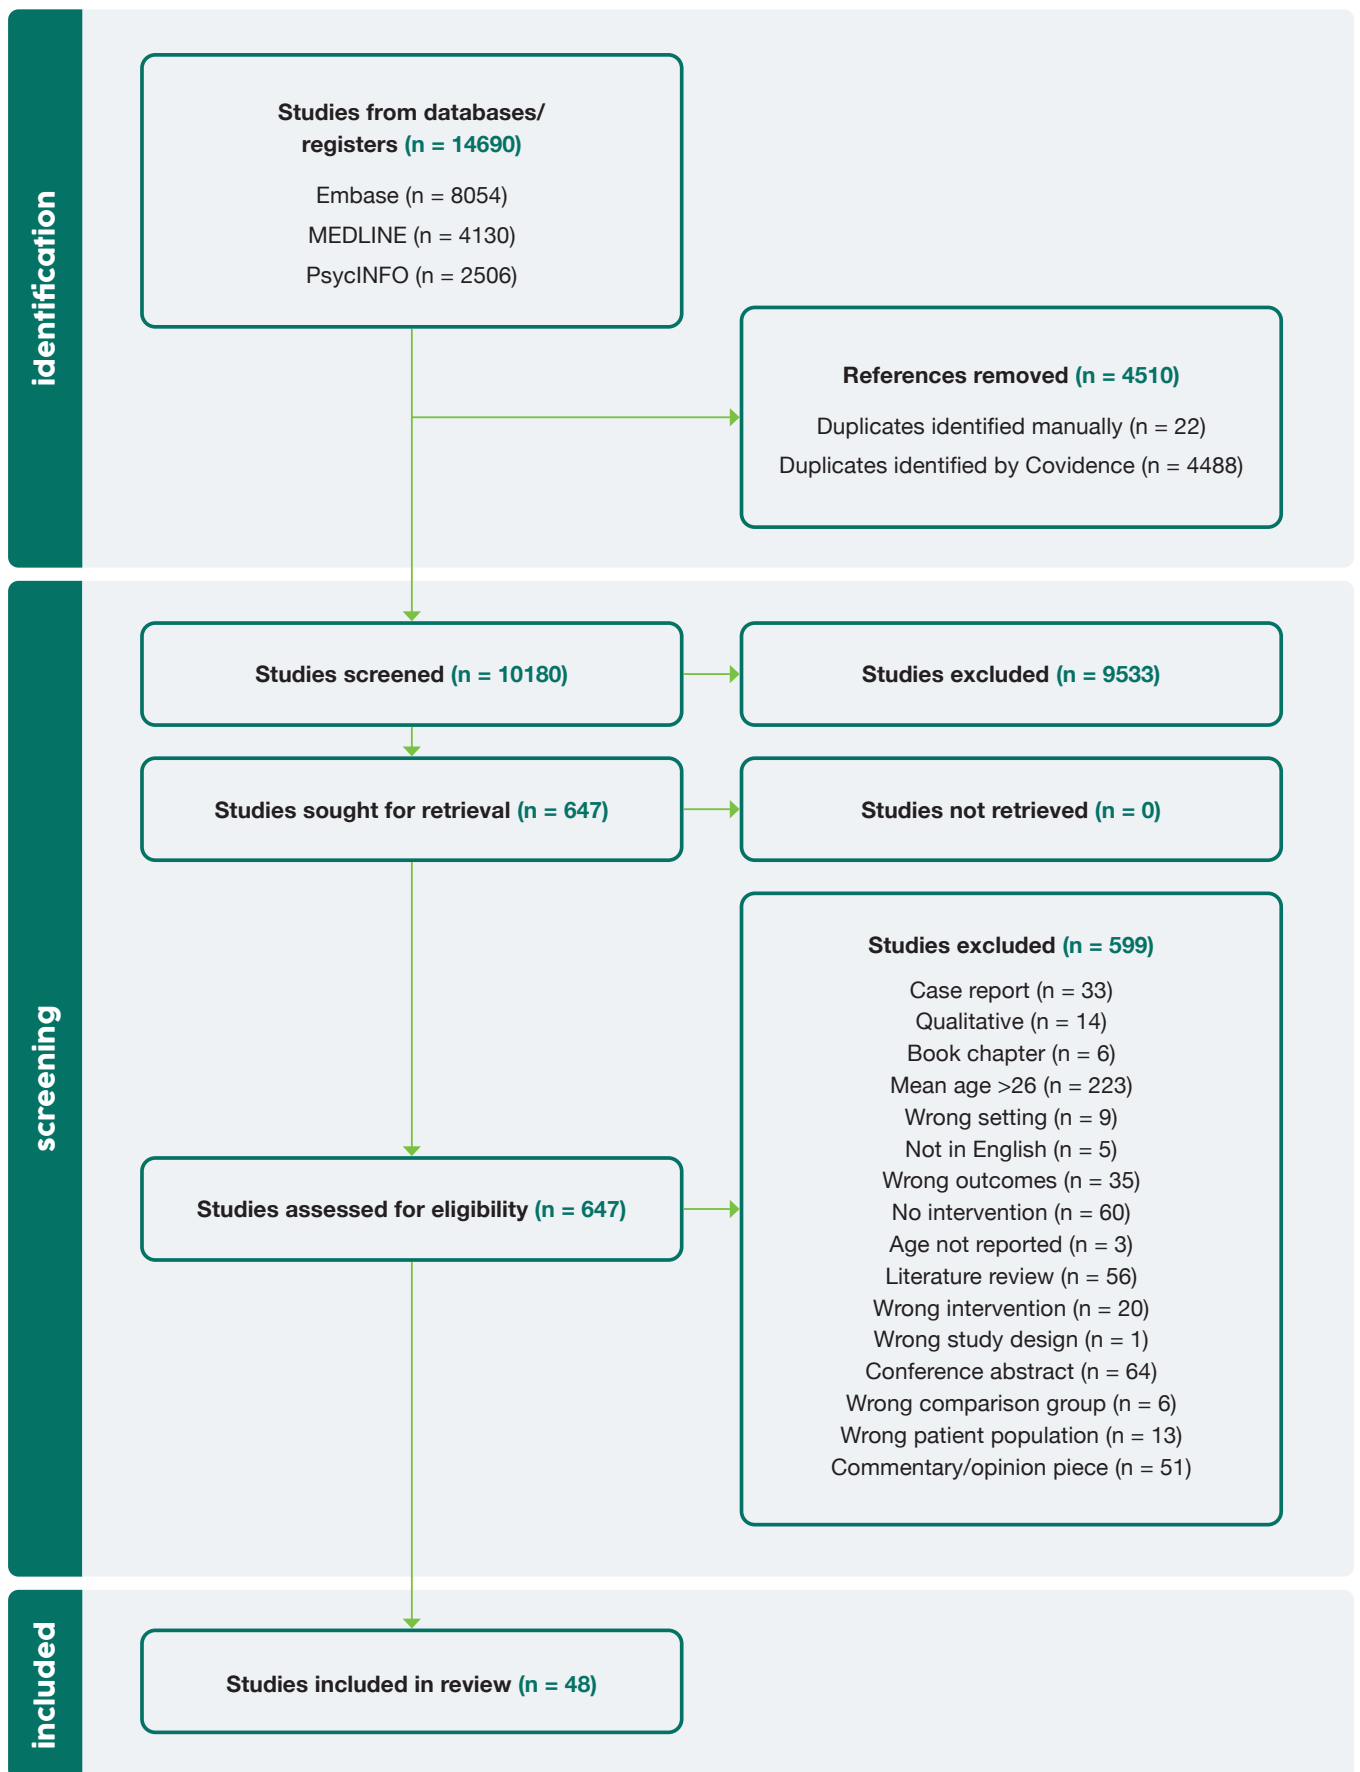 identification
Studies from databases/
registers (n = 14690)
Embase (n = 8054)
MEDLINE (n = 4130)
PsycINFO (n = 2506)
References removed (n = 4510)
Duplicates identified manually (n = 22)
Duplicates identified by Covidence (n = 4488)
screening
Studies screened (n = 10180)
Studies excluded (n = 9533)
Studies sought for retrieval (n = 647)
Studies not retrieved (n = 0)
Studies assessed for eligibility (n = 647)
Studies excluded (n = 599)
Case report (n = 33)
Qualitative (n = 14)
Book chapter (n = 6)
Mean age >26 (n = 223)
Wrong setting (n = 9)
Not in English (n = 5)
Wrong outcomes (n = 35)
No intervention (n = 60)
Age not reported (n = 3)
Literature review (n = 56)
Wrong intervention (n = 20)
Wrong study design (n = 1)
Conference abstract (n = 64)
Wrong comparison group (n = 6)
Wrong patient population (n = 13)
Commentary/opinion piece (n = 51)
included
Studies included in review (n = 48)